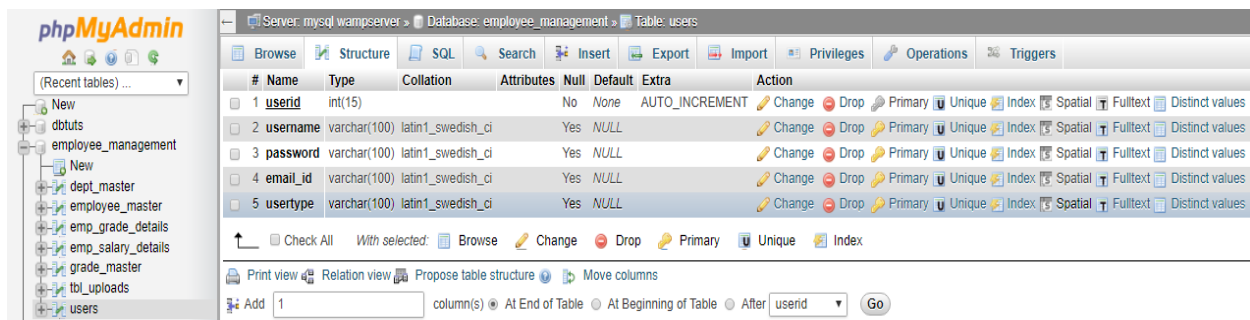 phpMyAdmin
(Recent tables) ...
New
dbtuts
employee_management
New
dept_master
employee_master
emp_grade_details
emp_salary_details
grade_master
tbl_uploads
users
Server: mysql wampserver » Database: employee_management » Table: users
Browse Structure SQL Search Insert Export Import Privileges Operations Triggers
# Name Type Collation Attributes Null Default Extra Action
1 userid int(15) No None AUTO_INCREMENT Change Drop Primary Unique Index Spatial Fulltext Distinct values
2 username varchar(100) latin1_swedish_ci Yes NULL Change Drop Primary Unique Index Spatial Fulltext Distinct values
3 password varchar(100) latin1_swedish_ci Yes NULL Change Drop Primary Unique Index Spatial Fulltext Distinct values
4 email_id varchar(100) latin1_swedish_ci Yes NULL Change Drop Primary Unique Index Spatial Fulltext Distinct values
5 usertype varchar(100) latin1_swedish_ci Yes NULL Change Drop Primary Unique Index Spatial Fulltext Distinct values
Check All With selected: Browse Change Drop Primary Unique Index
Print view Relation view Propose table structure Move columns
Add 1 column(s) At End of Table At Beginning of Table After userid Go